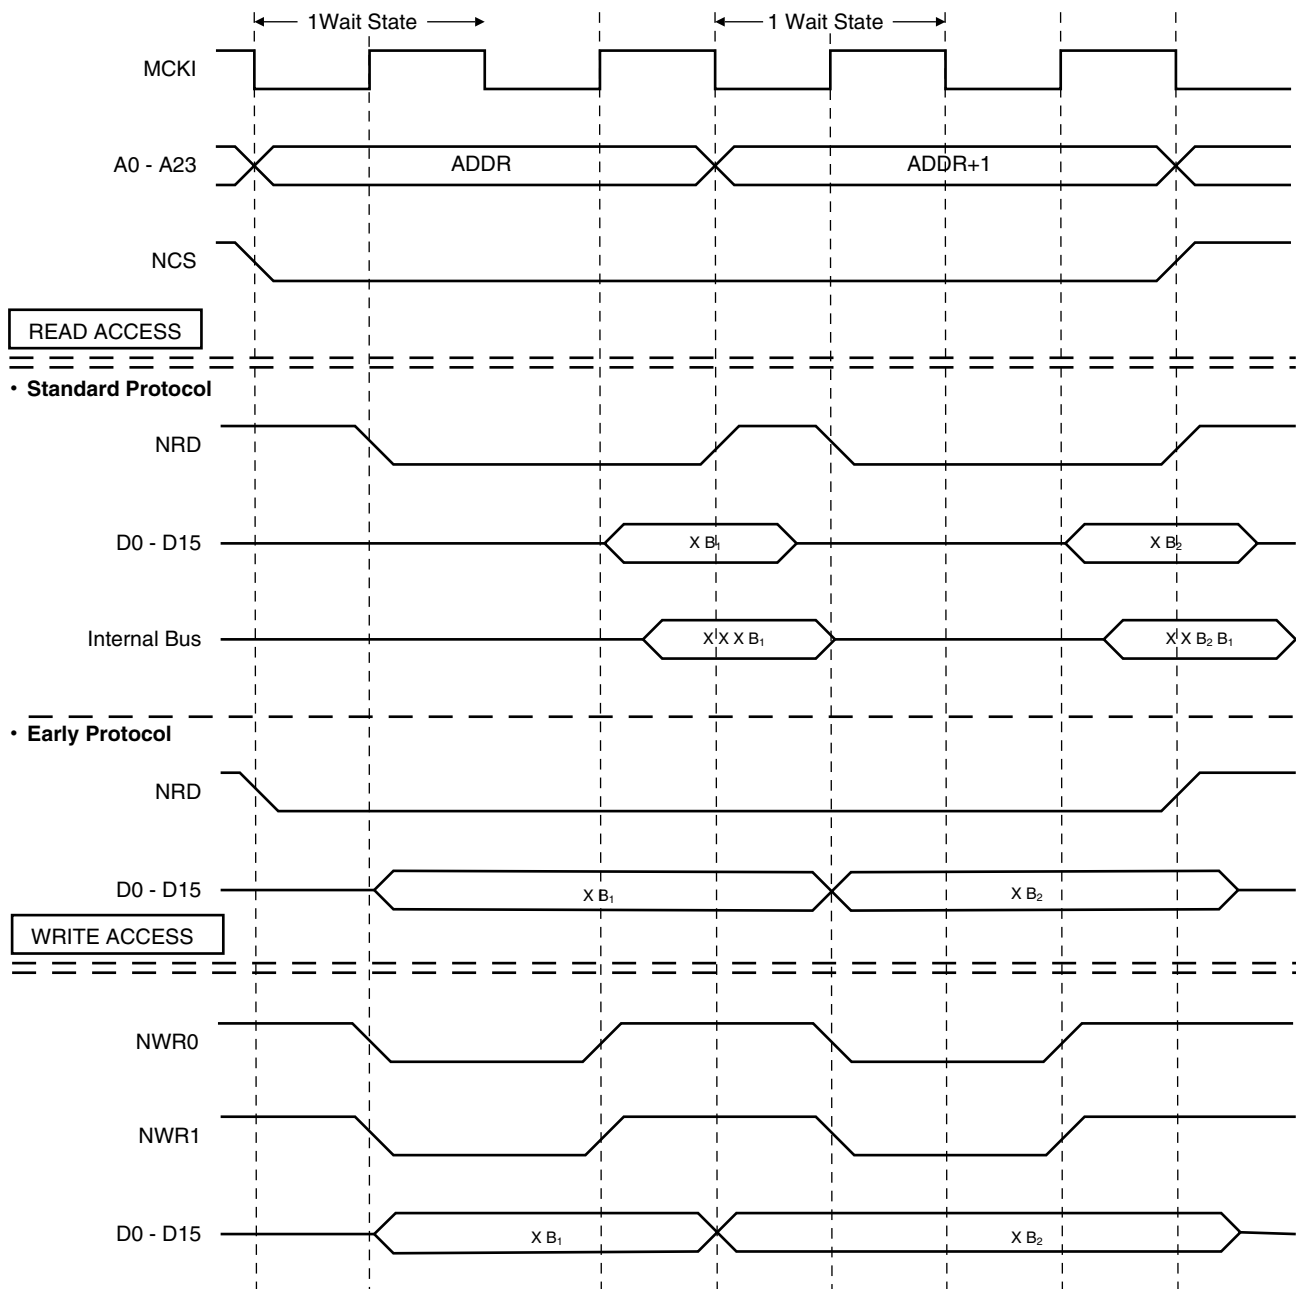 1Wait State
1 Wait State
MCKI
A0 - A23
ADDR
ADDR+1
NCS
READ ACCESS
• Standard Protocol
NRD
D0 - D15
X B₁
X B₂
Internal Bus
X X X B₁
X X B₂ B₁
• Early Protocol
NRD
D0 - D15
X B₁
X B₂
WRITE ACCESS
NWR0
NWR1
D0 - D15
X B₁
X B₂